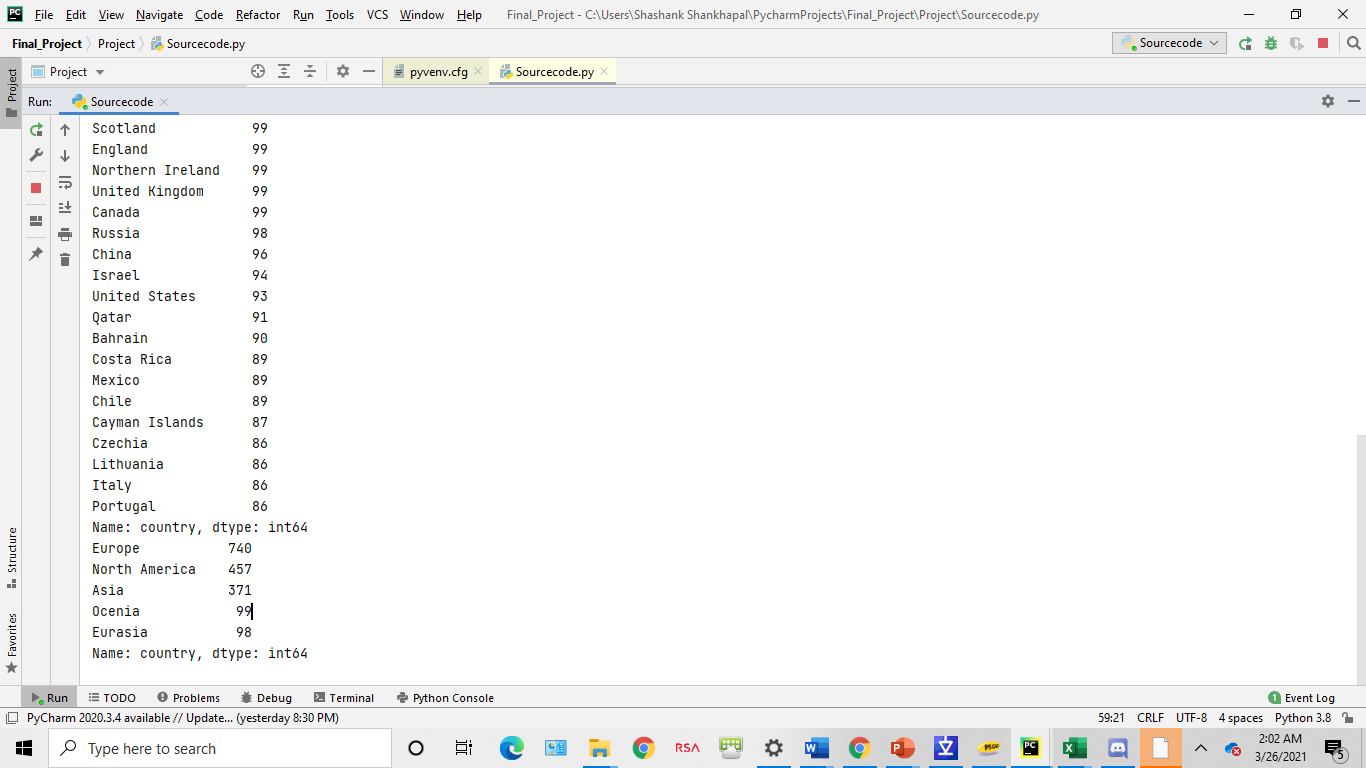 File Edit View Navigate Code Refactor Run Tools VCS Window Help Final_Project - C:\Users\Shashank Shankhapal\PycharmProjects\Final_Project\Project\Sourcecode.py
Final_Project Project Sourcecode.py Sourcecode
Project pyvenv.cfg Sourcecode.py
Project
Run: Sourcecode
Scotland 99
England 99
Northern Ireland 99
United Kingdom 99
Canada 99
Russia 98
China 96
Israel 94
United States 93
Qatar 91
Bahrain 90
Costa Rica 89
Mexico 89
Chile 89
Cayman Islands 87
Czechia 86
Lithuania 86
Italy 86
Portugal 86
Name: country, dtype: int64
Europe 740
North America 457
Asia 371
Ocenia 99
Eurasia 98
Name: country, dtype: int64
Structure
Favorites
Run TODO Problems Debug Terminal Python Console 1 Event Log
PyCharm 2020.3.4 available // Update... (yesterday 8:30 PM) 59:21 CRLF UTF-8 4 spaces Python 3.8
Type here to search RSA 2:02 AM
3/26/2021 5